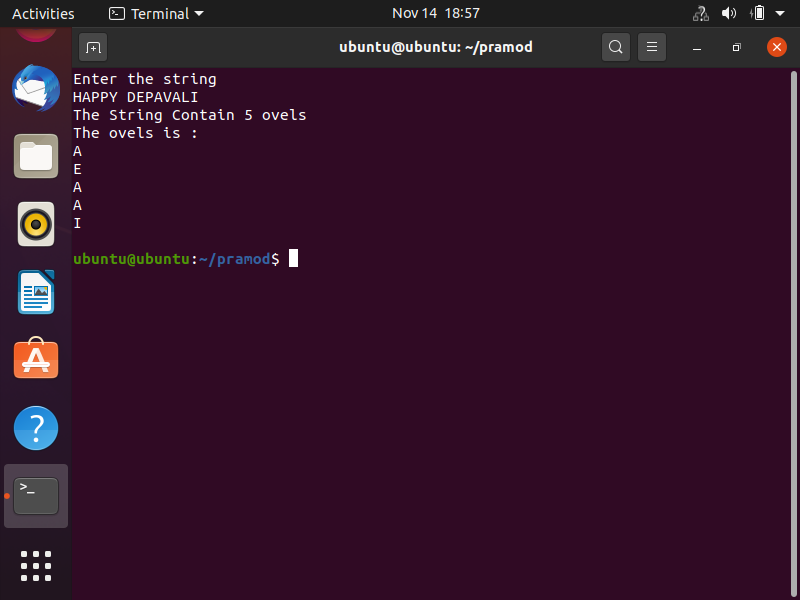 Activities Terminal Nov 14 18:57
ubuntu@ubuntu: ~/pramod
Enter the string
HAPPY DEPAVALI
The String Contain 5 ovels
The ovels is :
A
E
A
A
I
ubuntu@ubuntu:~/pramod$